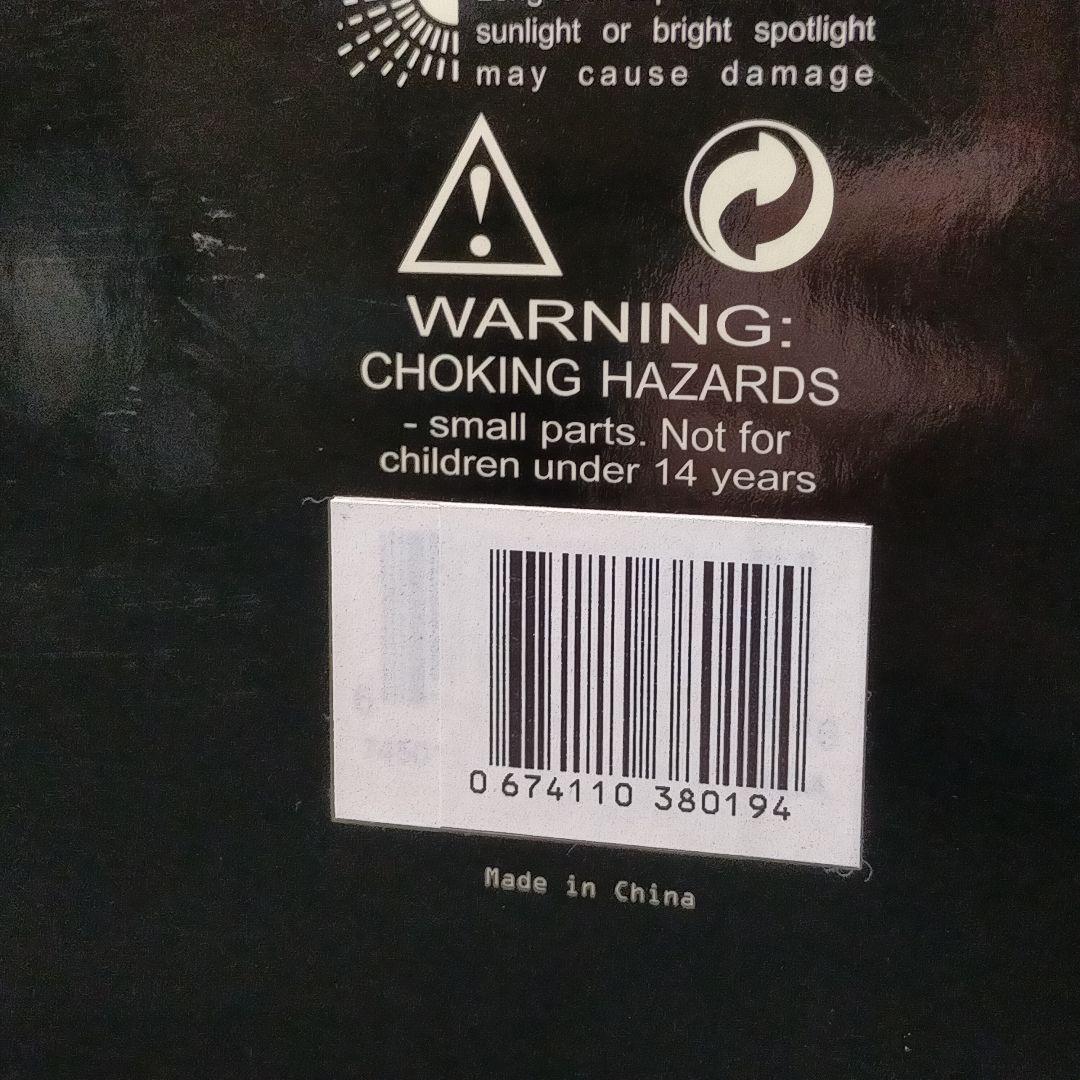 sunlight or bright spotlight
may cause damage
WARNING:
CHOKING HAZARDS
- small parts. Not for
children under 14 years
0 674110 380194
Made in China